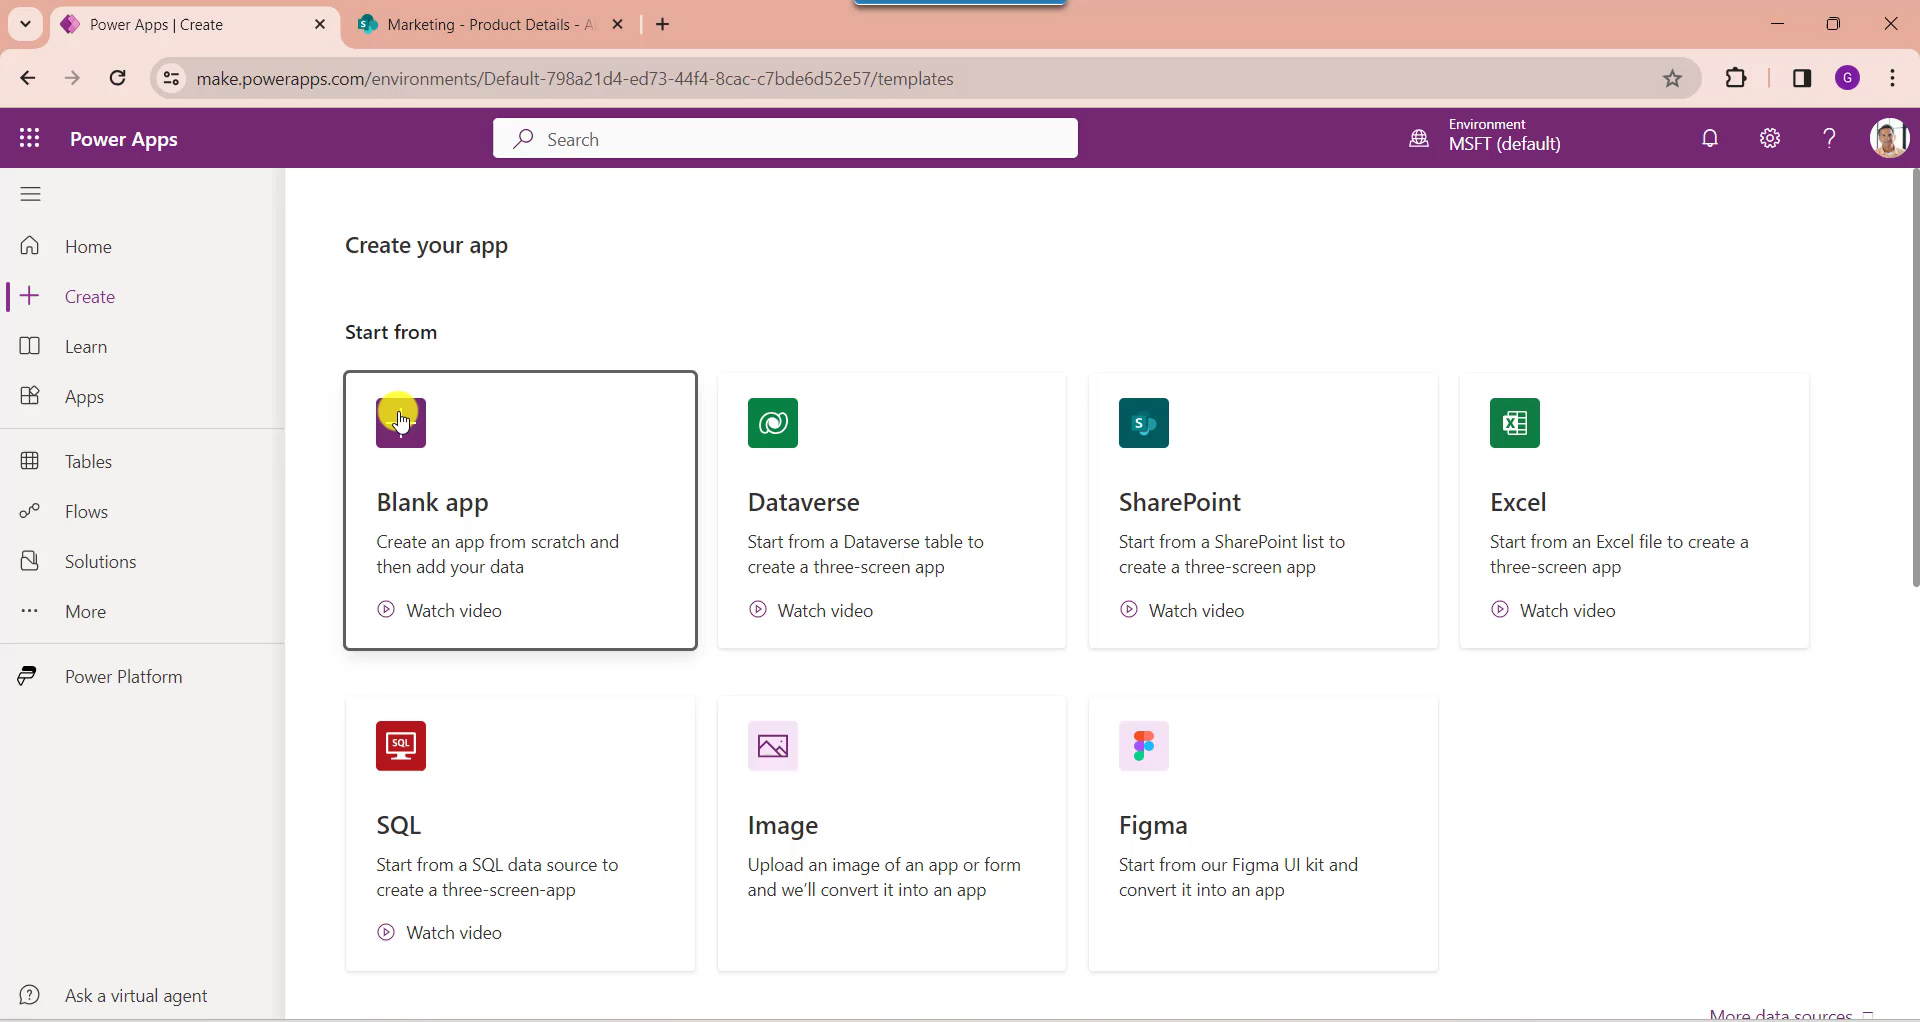 Power Apps | Create
Marketing - Product Details - A
make.powerapps.com/environments/Default-798a21d4-ed73-44f4-8cac-c7bde6d52e57/templates
G
Power Apps
Search
Environment
MSFT (default)
Home
Create
Learn
Apps
Tables
Flows
Solutions
More
Power Platform
Ask a virtual agent
Create your app
Start from
Blank app
Create an app from scratch and
then add your data
Watch video
Dataverse
Start from a Dataverse table to
create a three-screen app
Watch video
S
SharePoint
Start from a SharePoint list to
create a three-screen app
Watch video
X
Excel
Start from an Excel file to create a
three-screen app
Watch video
SQL
SQL
Start from a SQL data source to
create a three-screen-app
Watch video
Image
Upload an image of an app or form
and we'll convert it into an app
Figma
Start from our Figma UI kit and
convert it into an app
More data sources